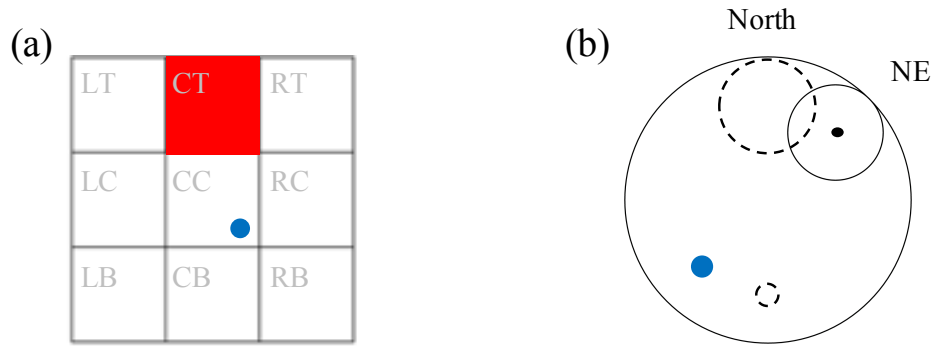 (a)
LT CT RT
LC CC RC
LB CB RB
(b)
North
NE